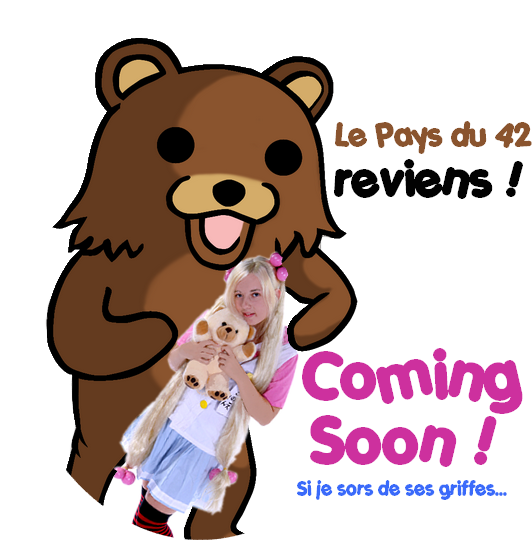 Le Pays du 42
reviens !
Coming
Soon !
Si je sors de ses griffes...